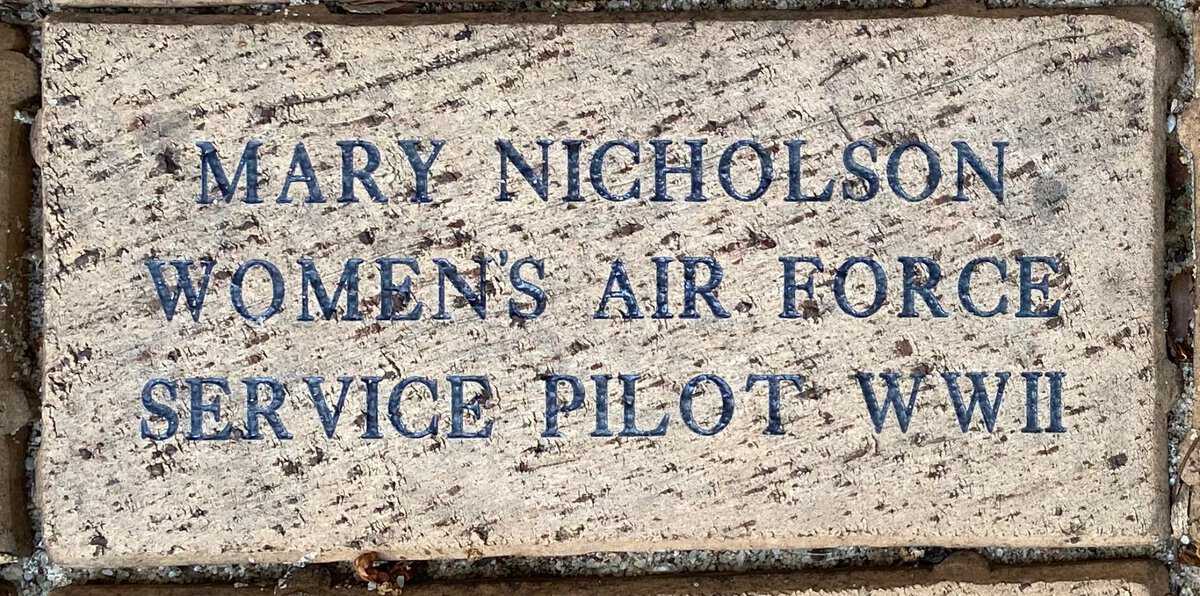 MARY NICHOLSON
WOMEN'S AIR FORCE
SERVICE PILOT WWII